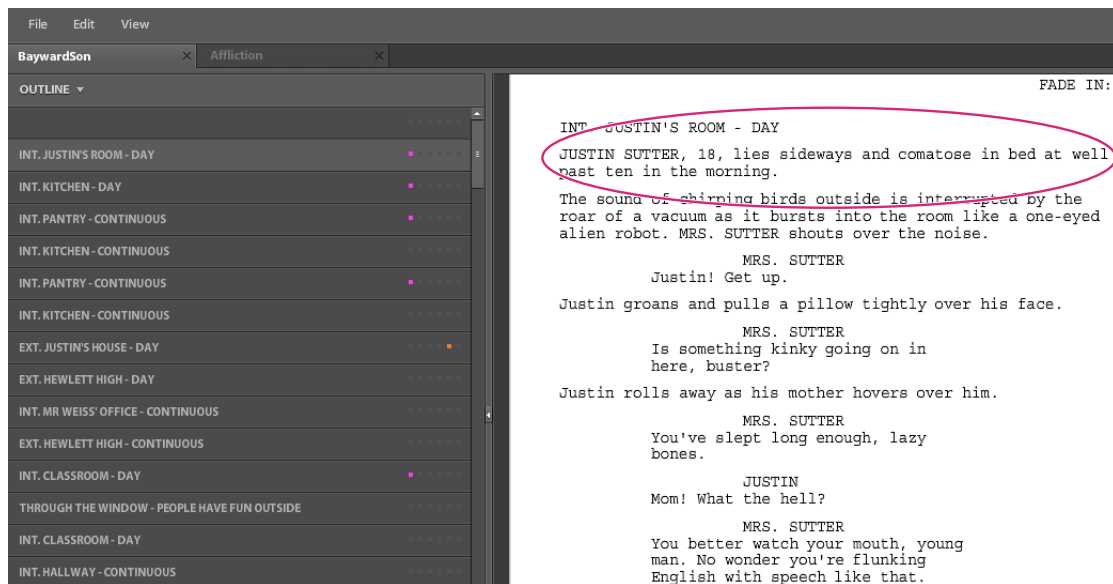 File Edit View
BaywardSon × Affliction ×
OUTLINE
INT. JUSTIN'S ROOM - DAY
INT. KITCHEN - DAY
INT. PANTRY - CONTINUOUS
INT. KITCHEN - CONTINUOUS
INT. PANTRY - CONTINUOUS
INT. KITCHEN - CONTINUOUS
EXT. JUSTIN'S HOUSE - DAY
EXT. HEWLETT HIGH - DAY
INT. MR WEISS' OFFICE - CONTINUOUS
EXT. HEWLETT HIGH - CONTINUOUS
INT. CLASSROOM - DAY
THROUGH THE WINDOW - PEOPLE HAVE FUN OUTSIDE
INT. CLASSROOM - DAY
INT. HALLWAY - CONTINUOUS
FADE IN:
INT. JUSTIN'S ROOM - DAY
JUSTIN SUTTER, 18, lies sideways and comatose in bed at well
past ten in the morning.
The sound of chirping birds outside is interrupted by the
roar of a vacuum as it bursts into the room like a one-eyed
alien robot. MRS. SUTTER shouts over the noise.
MRS. SUTTER
Justin! Get up.
Justin groans and pulls a pillow tightly over his face.
MRS. SUTTER
Is something kinky going on in
here, buster?
Justin rolls away as his mother hovers over him.
MRS. SUTTER
You've slept long enough, lazy
bones.
JUSTIN
Mom! What the hell?
MRS. SUTTER
You better watch your mouth, young
man. No wonder you're flunking
English with speech like that.